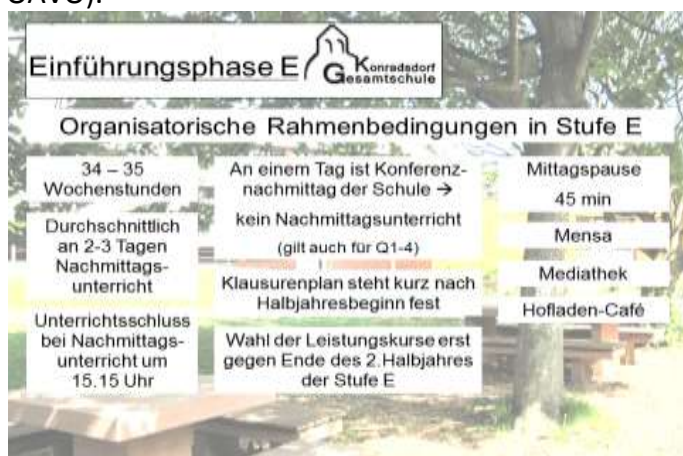 Einführungsphase E
Konradsdorf
Gesamtschule
Organisatorische Rahmenbedingungen in Stufe E
34 – 35
Wochenstunden
Durchschnittlich
an 2-3 Tagen
Nachmittags-
unterricht
Unterrichtsschluss
bei Nachmittags-
unterricht um
15.15 Uhr
An einem Tag ist Konferenz-
nachmittag der Schule →
kein Nachmittagsunterricht
(gilt auch für Q1-4)
Klausurenplan steht kurz nach
Halbjahresbeginn fest
Wahl der Leistungskurse erst
gegen Ende des 2.Halbjahres
der Stufe E
Mittagspause
45 min
Mensa
Mediathek
Hofladen-Café